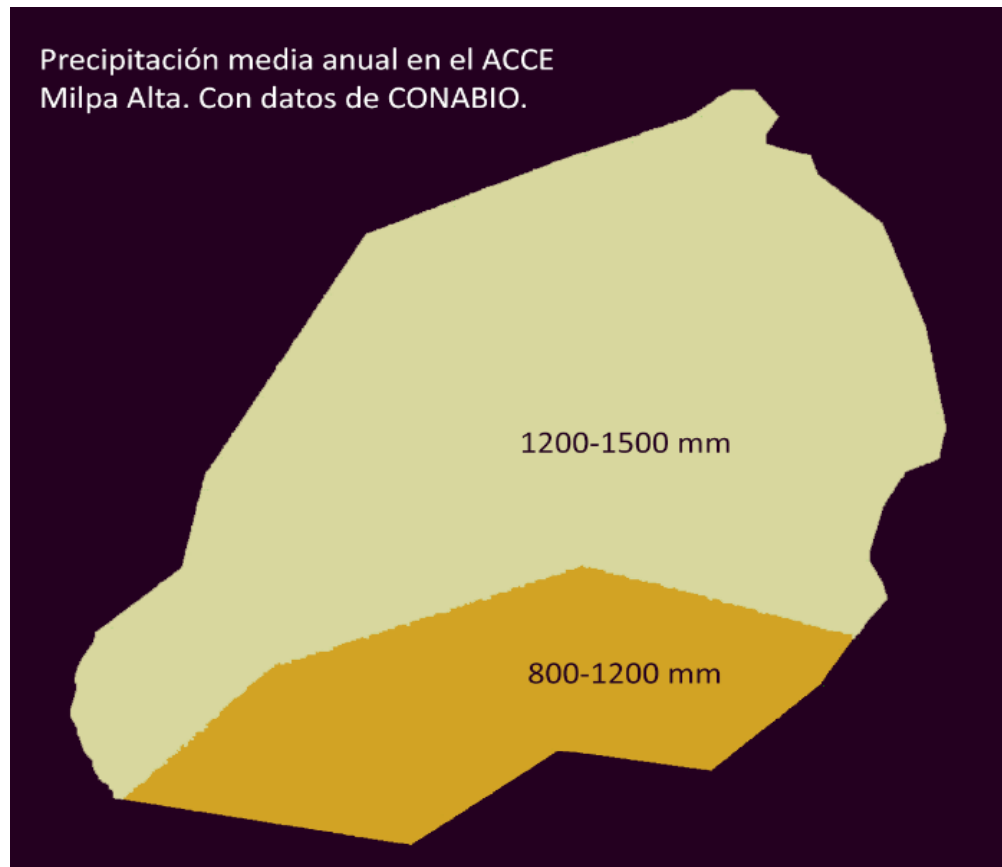 Precipitación media anual en el ACCE
Milpa Alta. Con datos de CONABIO.
1200-1500 mm
800-1200 mm